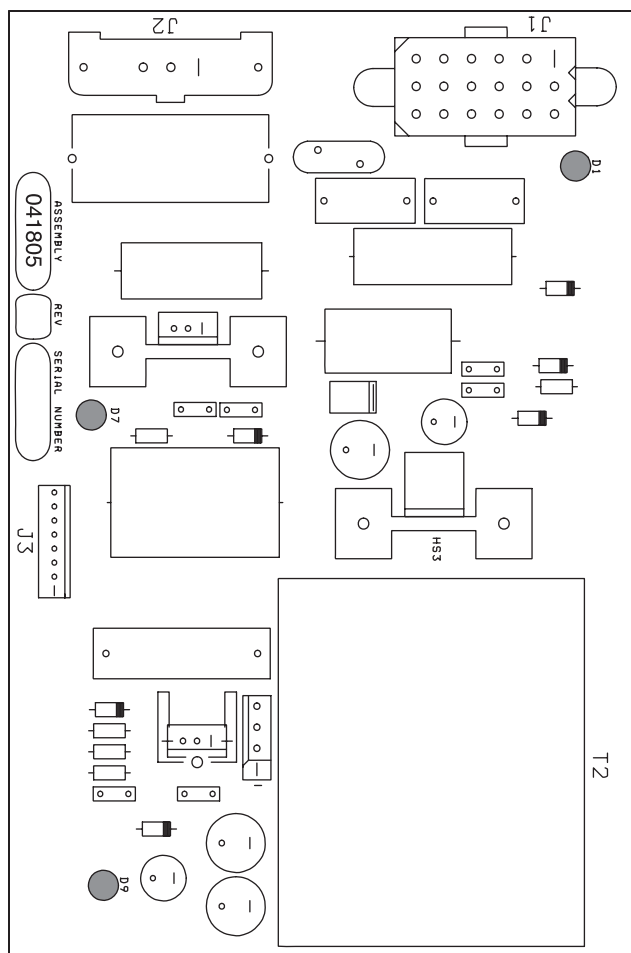 J2
J1
D1
ASSEMBLY
041805
REV
SERIAL NUMBER
D7
J3
HS3
T2
D9